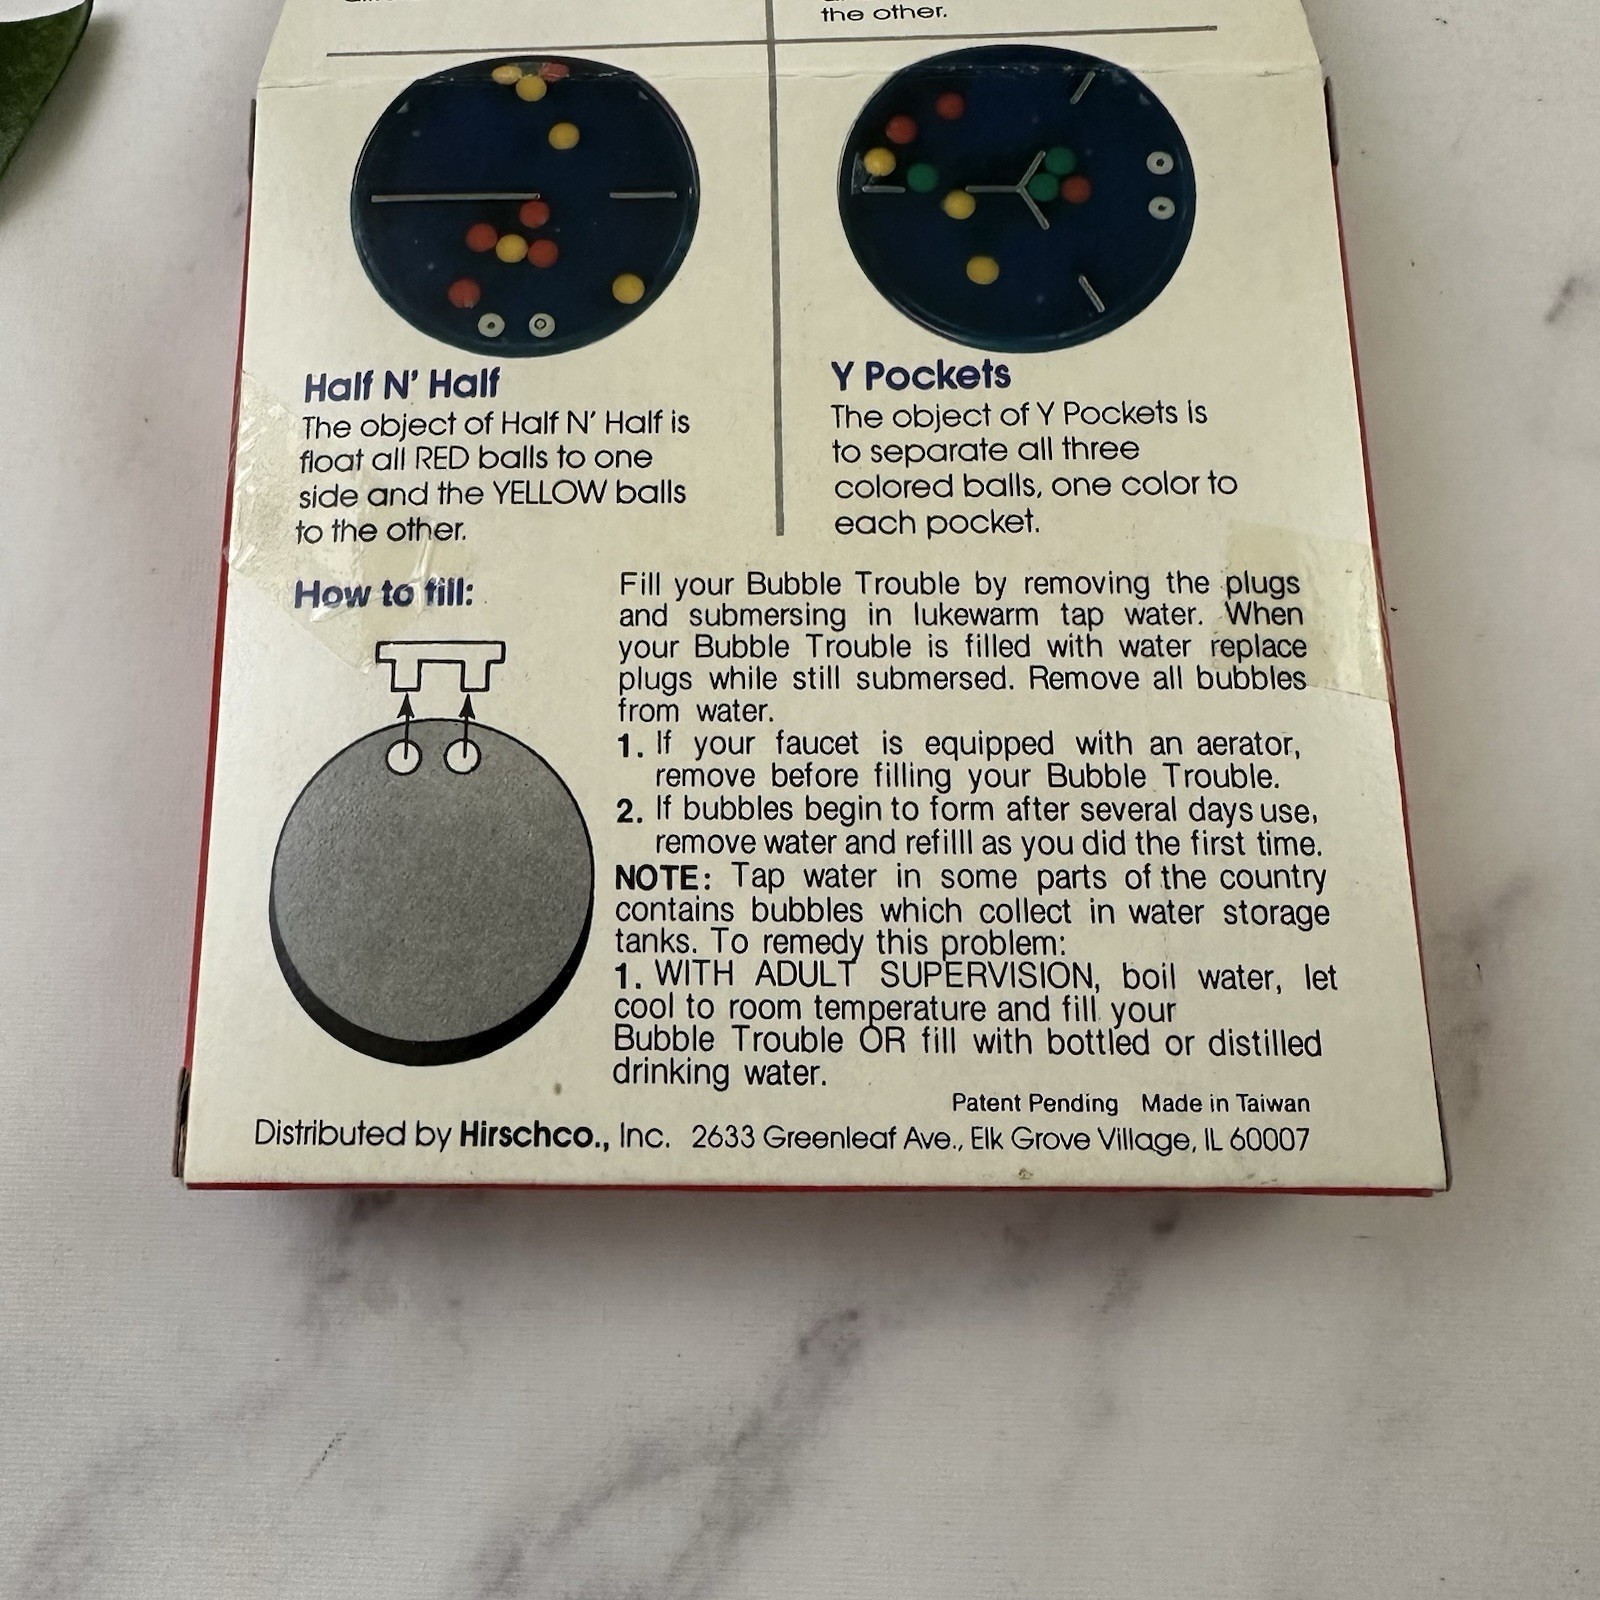 the other.
Half N' Half
The object of Half N' Half is
float all RED balls to one
side and the YELLOW balls
to the other.
Y Pockets
The object of Y Pockets is
to separate all three
colored balls, one color to
each pocket.
How to fill:
Fill your Bubble Trouble by removing the plugs
and submersing in lukewarm tap water. When
your Bubble Trouble is filled with water replace
plugs while still submersed. Remove all bubbles
from water.
1. If your faucet is equipped with an aerator,
remove before filling your Bubble Trouble.
2. If bubbles begin to form after several days use,
remove water and refilll as you did the first time.
NOTE: Tap water in some parts of the country
contains bubbles which collect in water storage
tanks. To remedy this problem:
1. WITH ADULT SUPERVISION, boil water, let
cool to room temperature and fill your
Bubble Trouble OR fill with bottled or distilled
drinking water.
Patent Pending Made in Taiwan
Distributed by Hirschco., Inc. 2633 Greenleaf Ave., Elk Grove Village, IL 60007